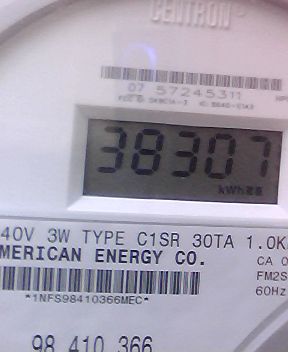 CENTRON®
07 57245311
38307
kWh
40V 3W TYPE C1SR 30TA 1.0K
MERICAN ENERGY CO.
CA 0
FM2S
60Hz
*1NFS98410366MEC*
98 410 366